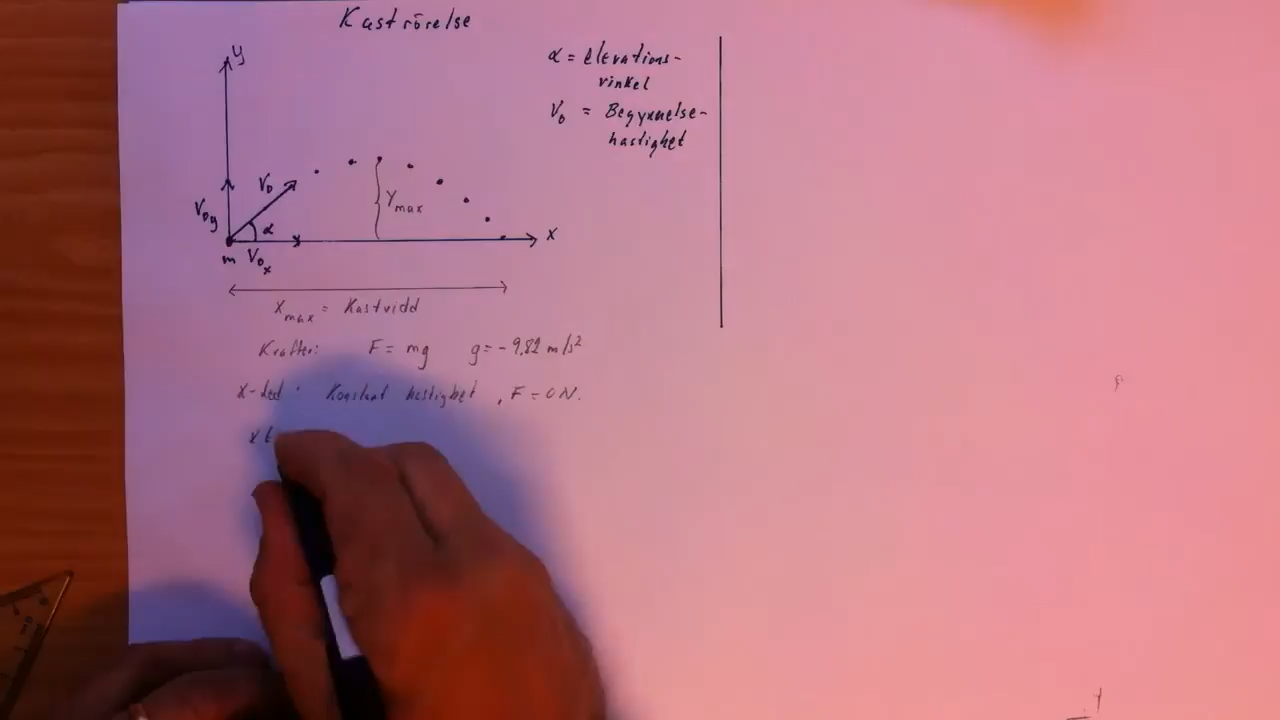 Kaströrelse
y
α = Elevations-
vinkel
V₀ = Begynnelse-
hastighet
V₀
V₀y
α
Ymax
x
m V₀x
Xmax = Kastvidd
Krafter: F = mg g = -9,82 m/s²
x-led: Konstant hastighet, F = 0 N.